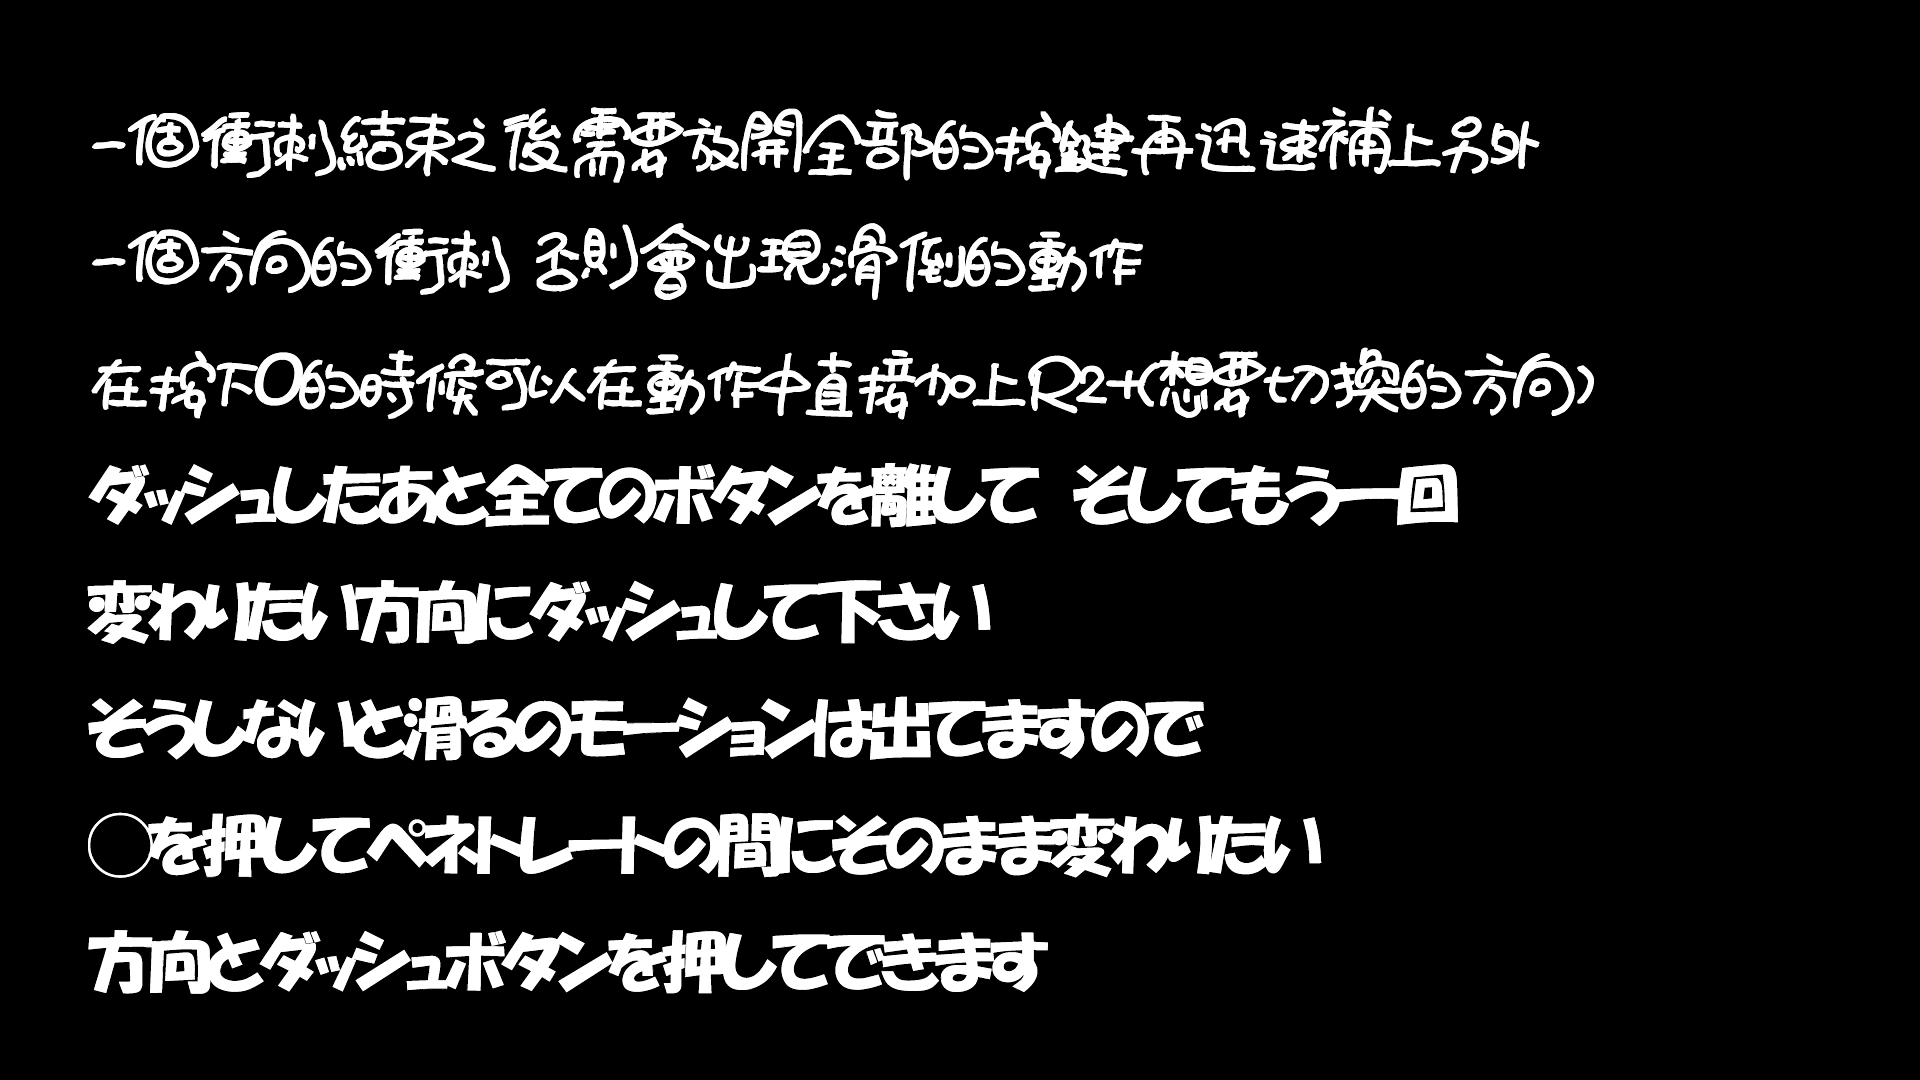 一個衝刺結束之後需要放開全部的按鍵再迅速補上另外
一個方向的衝刺 否則會出現滑倒的動作
在按下O的時候可以在動作中直接加上R2+(想要切換的方向)
ダッシュしたあと全てのボタンを離して そしてもう一回
変わりたい方向にダッシュして下さい
そうしないと滑るのモーションは出てますので
◯を押してペネトレートの間にそのまま変わりたい
方向とダッシュボタンを押してできます